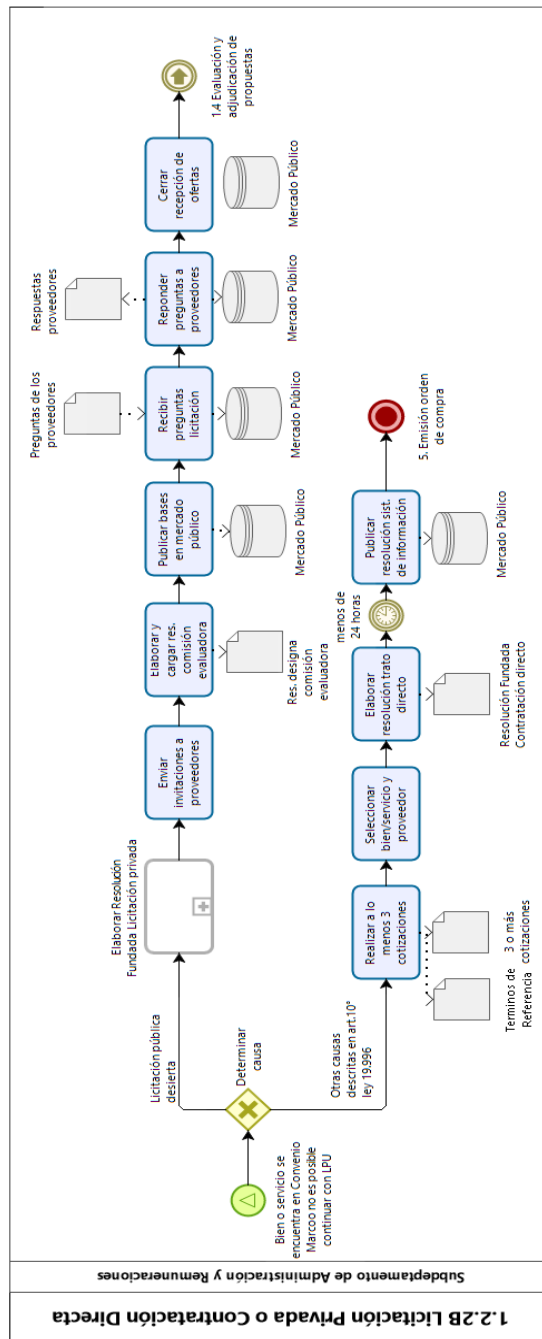 1.2.2B Licitación Privada o Contratación Directa
Subdeptamento de Administración y Remuneraciones
Bien o servicio se
encuentra en Convenio
Marcoo no es posible
continuar con LPU
Determinar
causa
Licitación pública
desierta
Elaborar Resolución
Fundada Licitación privada
Enviar
invitaciones a
proveedores
Elaborar y
cargar res.
comisión
evaluadora
Res. designa
comisión
evaluadora
Publicar bases
en mercado
público
Mercado Público
Preguntas de los
proveedores
Recibir
preguntas
licitación
Mercado Público
Respuestas
proveedores
Reponder
preguntas a
proveedores
Mercado Público
Cerrar
recepción de
ofertas
Mercado Público
1.4 Evaluación y
adjudicación de
propuestas
Otras causas
descritas en art.10°
ley 19.996
Realizar a lo
menos 3
cotizaciones
Terminos de
Referencia
3 o más
cotizaciones
Seleccionar
bien/servicio y
proveedor
Elaborar
resolución trato
directo
Resolución Fundada
Contratación directo
menos de
24 horas
Publicar
resolución sist.
de información
Mercado Público
5. Emisión orden
de compra